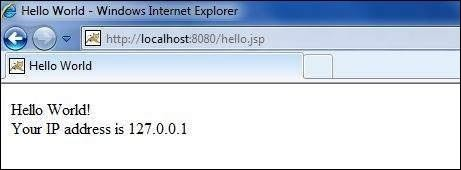 Hello World - Windows Internet Explorer
http://localhost:8080/hello.jsp
Hello World
Hello World!
Your IP address is 127.0.0.1